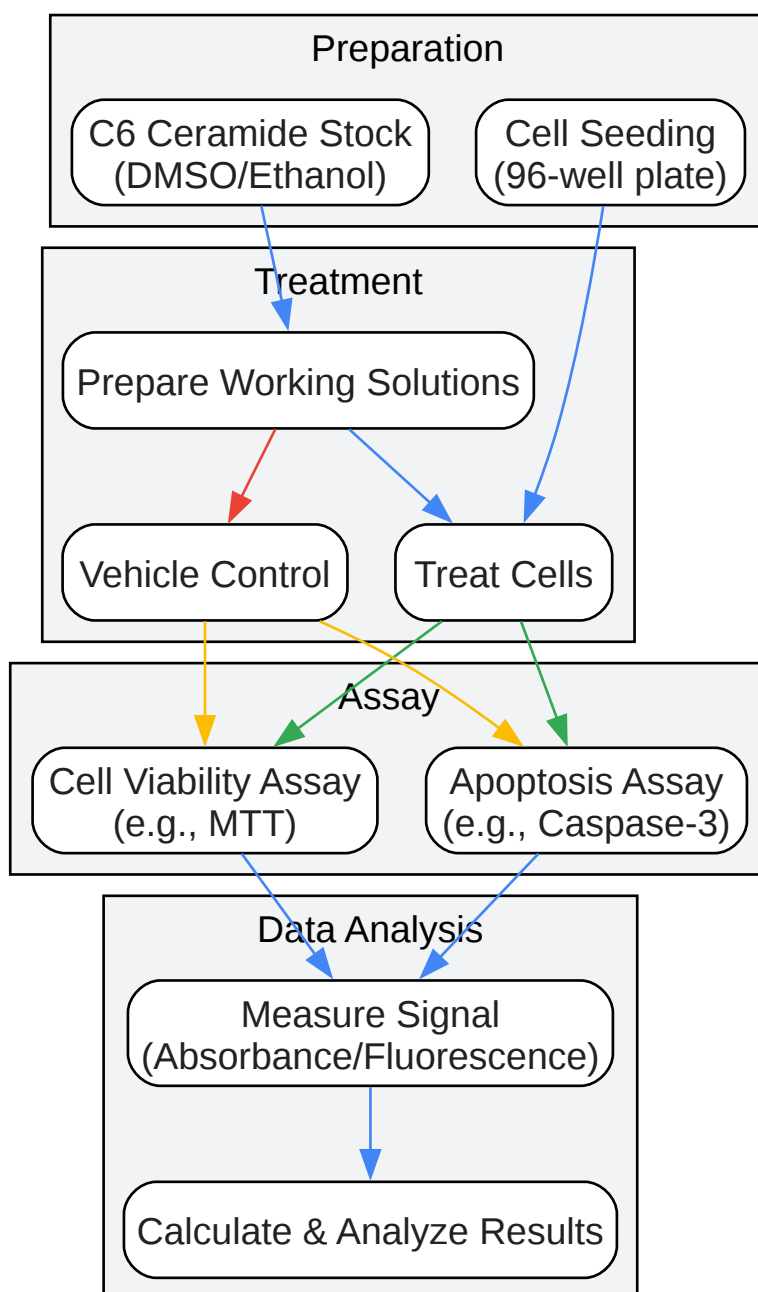 Preparation
C6 Ceramide Stock
(DMSO/Ethanol)
Cell Seeding
(96-well plate)
Treatment
Prepare Working Solutions
Vehicle Control
Treat Cells
Assay
Cell Viability Assay
(e.g., MTT)
Apoptosis Assay
(e.g., Caspase-3)
Data Analysis
Measure Signal
(Absorbance/Fluorescence)
Calculate & Analyze Results